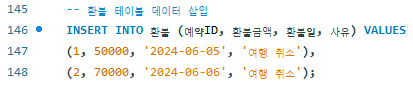 145 -- 환불 테이블 데이터 삽입
146 INSERT INTO 환불 (예약ID, 환불금액, 환불일, 사유) VALUES
147 (1, 50000, '2024-06-05', '여행 취소'),
148 (2, 70000, '2024-06-06', '여행 취소');